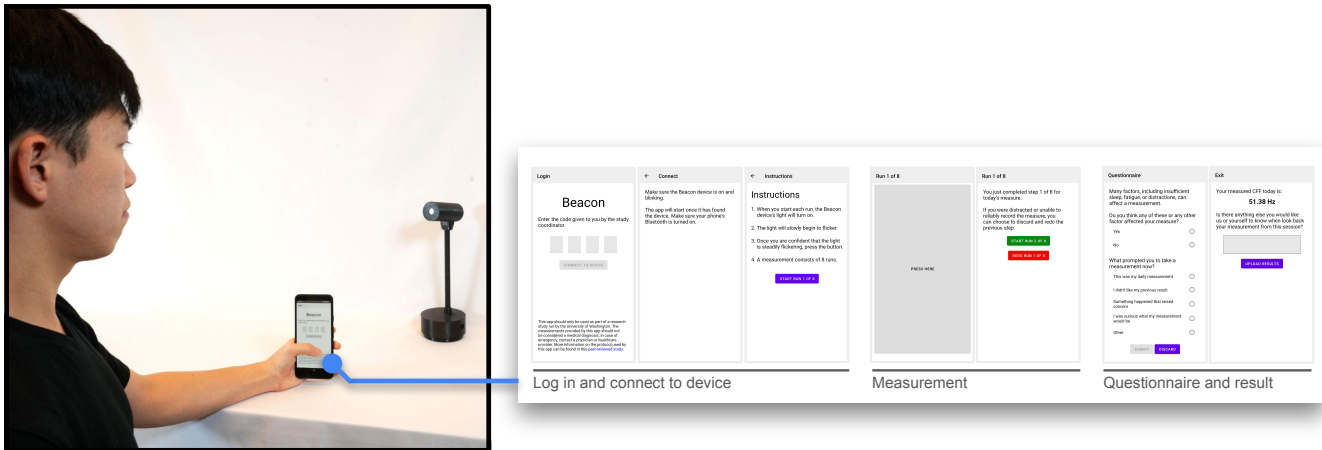 Login
Beacon
Enter the code given to you by the study
coordinator.
CONNECT TO DEVICE
This app should only be used as part of a research
study run by the University of Washington. The
measurements provided by this app should not
be considered a medical diagnosis. In case of
emergency, contact a physician or healthcare
provider. More information on the protocol used by
this app can be found in this peer-reviewed study.
← Connect
Make sure the Beacon device is on and
blinking.
The app will start once it has found
the device. Make sure your phone's
Bluetooth is turned on.
← Instructions
Instructions
1. When you start each run, the Beacon
device's light will turn on.
2. The light will slowly begin to flicker.
3. Once you are confident that the light
is steadily flickering, press the button.
4. A measurement consists of 8 runs.
START RUN 1 OF 8
Log in and connect to device
Run 1 of 8
PRESS HERE
Run 1 of 8
You just completed step 1 of 8 for
today's measure.
If you were distracted or unable to
reliably record the measure, you
can choose to discard and redo the
previous step.
START RUN 2 OF 8
REDO RUN 1 OF 8
Measurement
Questionnaire
Many factors, including insufficient
sleep, fatigue, or distractions, can
affect a measurement.
Do you think any of these or any other
factor affected your measure?
Yes
No
What prompted you to take a
measurement now?
This was my daily measurement
I didn't like my previous result
Something happened that raised
concern
I was curious what my measurement
would be
Other
SUBMIT DISCARD
Exit
Your measured CFF today is:
51.38 Hz
Is there anything else you would like
us or yourself to know when look back
your measurement from this session?
UPLOAD RESULTS
Questionnaire and result
Beacon